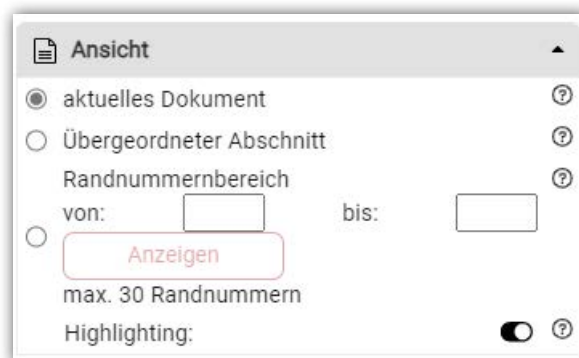 Ansicht
aktuelles Dokument
Übergeordneter Abschnitt
Randnummernbereich
von: bis:
Anzeigen
max. 30 Randnummern
Highlighting: